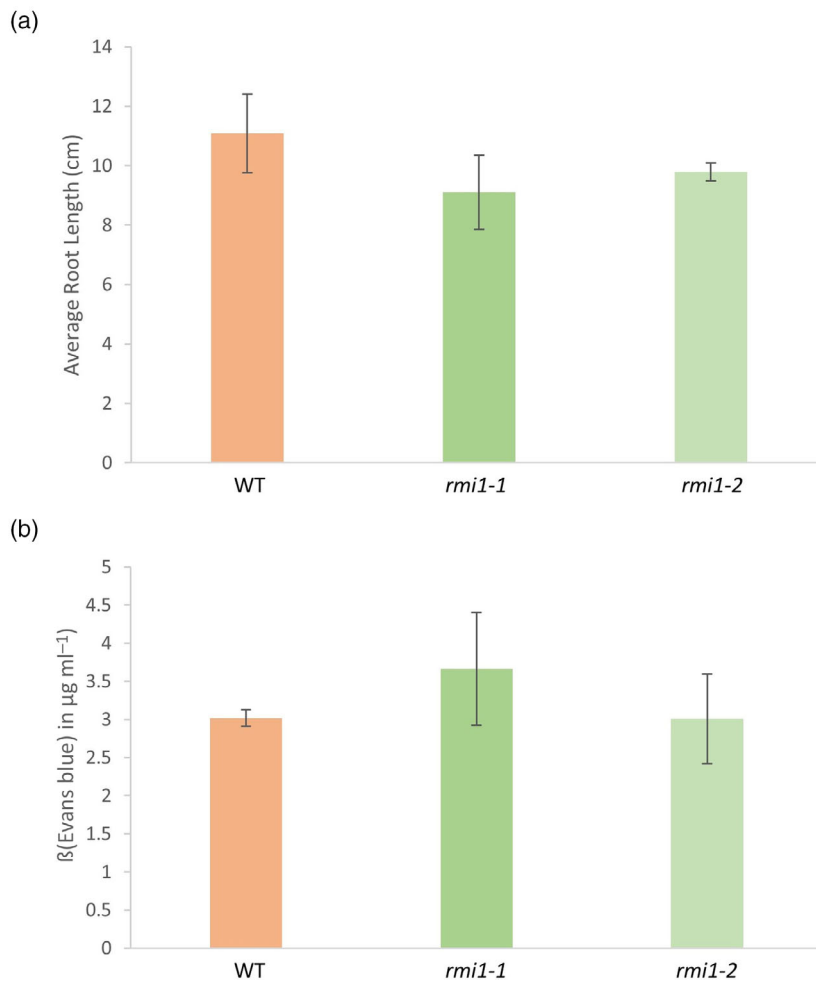 (a)
14
12
10
8
6
4
2
0
Average Root Length (cm)
WT
rmi1-1
rmi1-2
(b)
5
4.5
4
3.5
3
2.5
2
1.5
1
0.5
0
ß(Evans blue) in µg ml⁻¹
WT
rmi1-1
rmi1-2